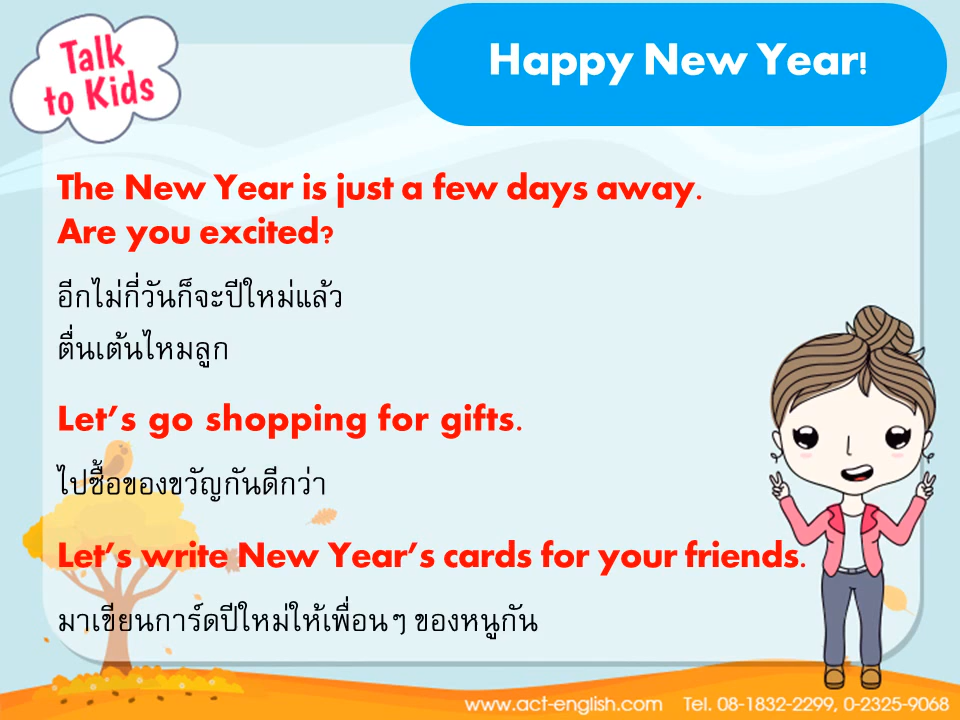 Talk
to Kids
Happy New Year!
The New Year is just a few days away.
Are you excited?
อีกไม่กี่วันก็จะปีใหม่แล้ว
ตื่นเต้นไหมลูก
Let's go shopping for gifts.
ไปซื้อของขวัญกันดีกว่า
Let's write New Year's cards for your friends.
มาเขียนการ์ดปีใหม่ให้เพื่อนๆ ของหนูกัน
www.act-english.com Tel. 08-1832-2299, 0-2325-9068